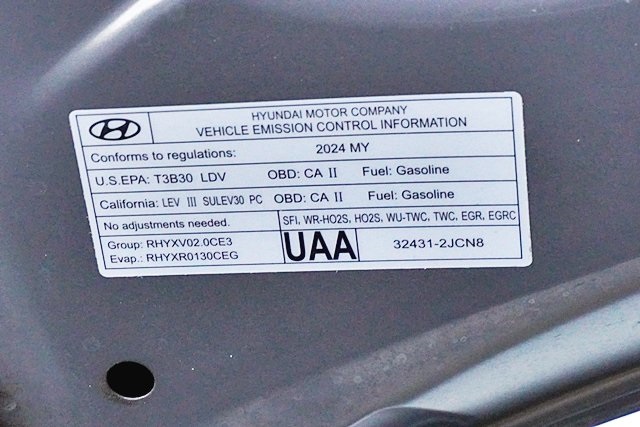 HYUNDAI MOTOR COMPANY
VEHICLE EMISSION CONTROL INFORMATION
Conforms to regulations: 2024 MY
U.S.EPA: T3B30 LDV OBD: CA II Fuel: Gasoline
California: LEV III SULEV30 PC OBD: CA II Fuel: Gasoline
No adjustments needed. SFI, WR-HO2S, HO2S, WU-TWC, TWC, EGR, EGRC
Group: RHYXV02.0CE3
Evap.: RHYXR0130CEG
UAA 32431-2JCN8